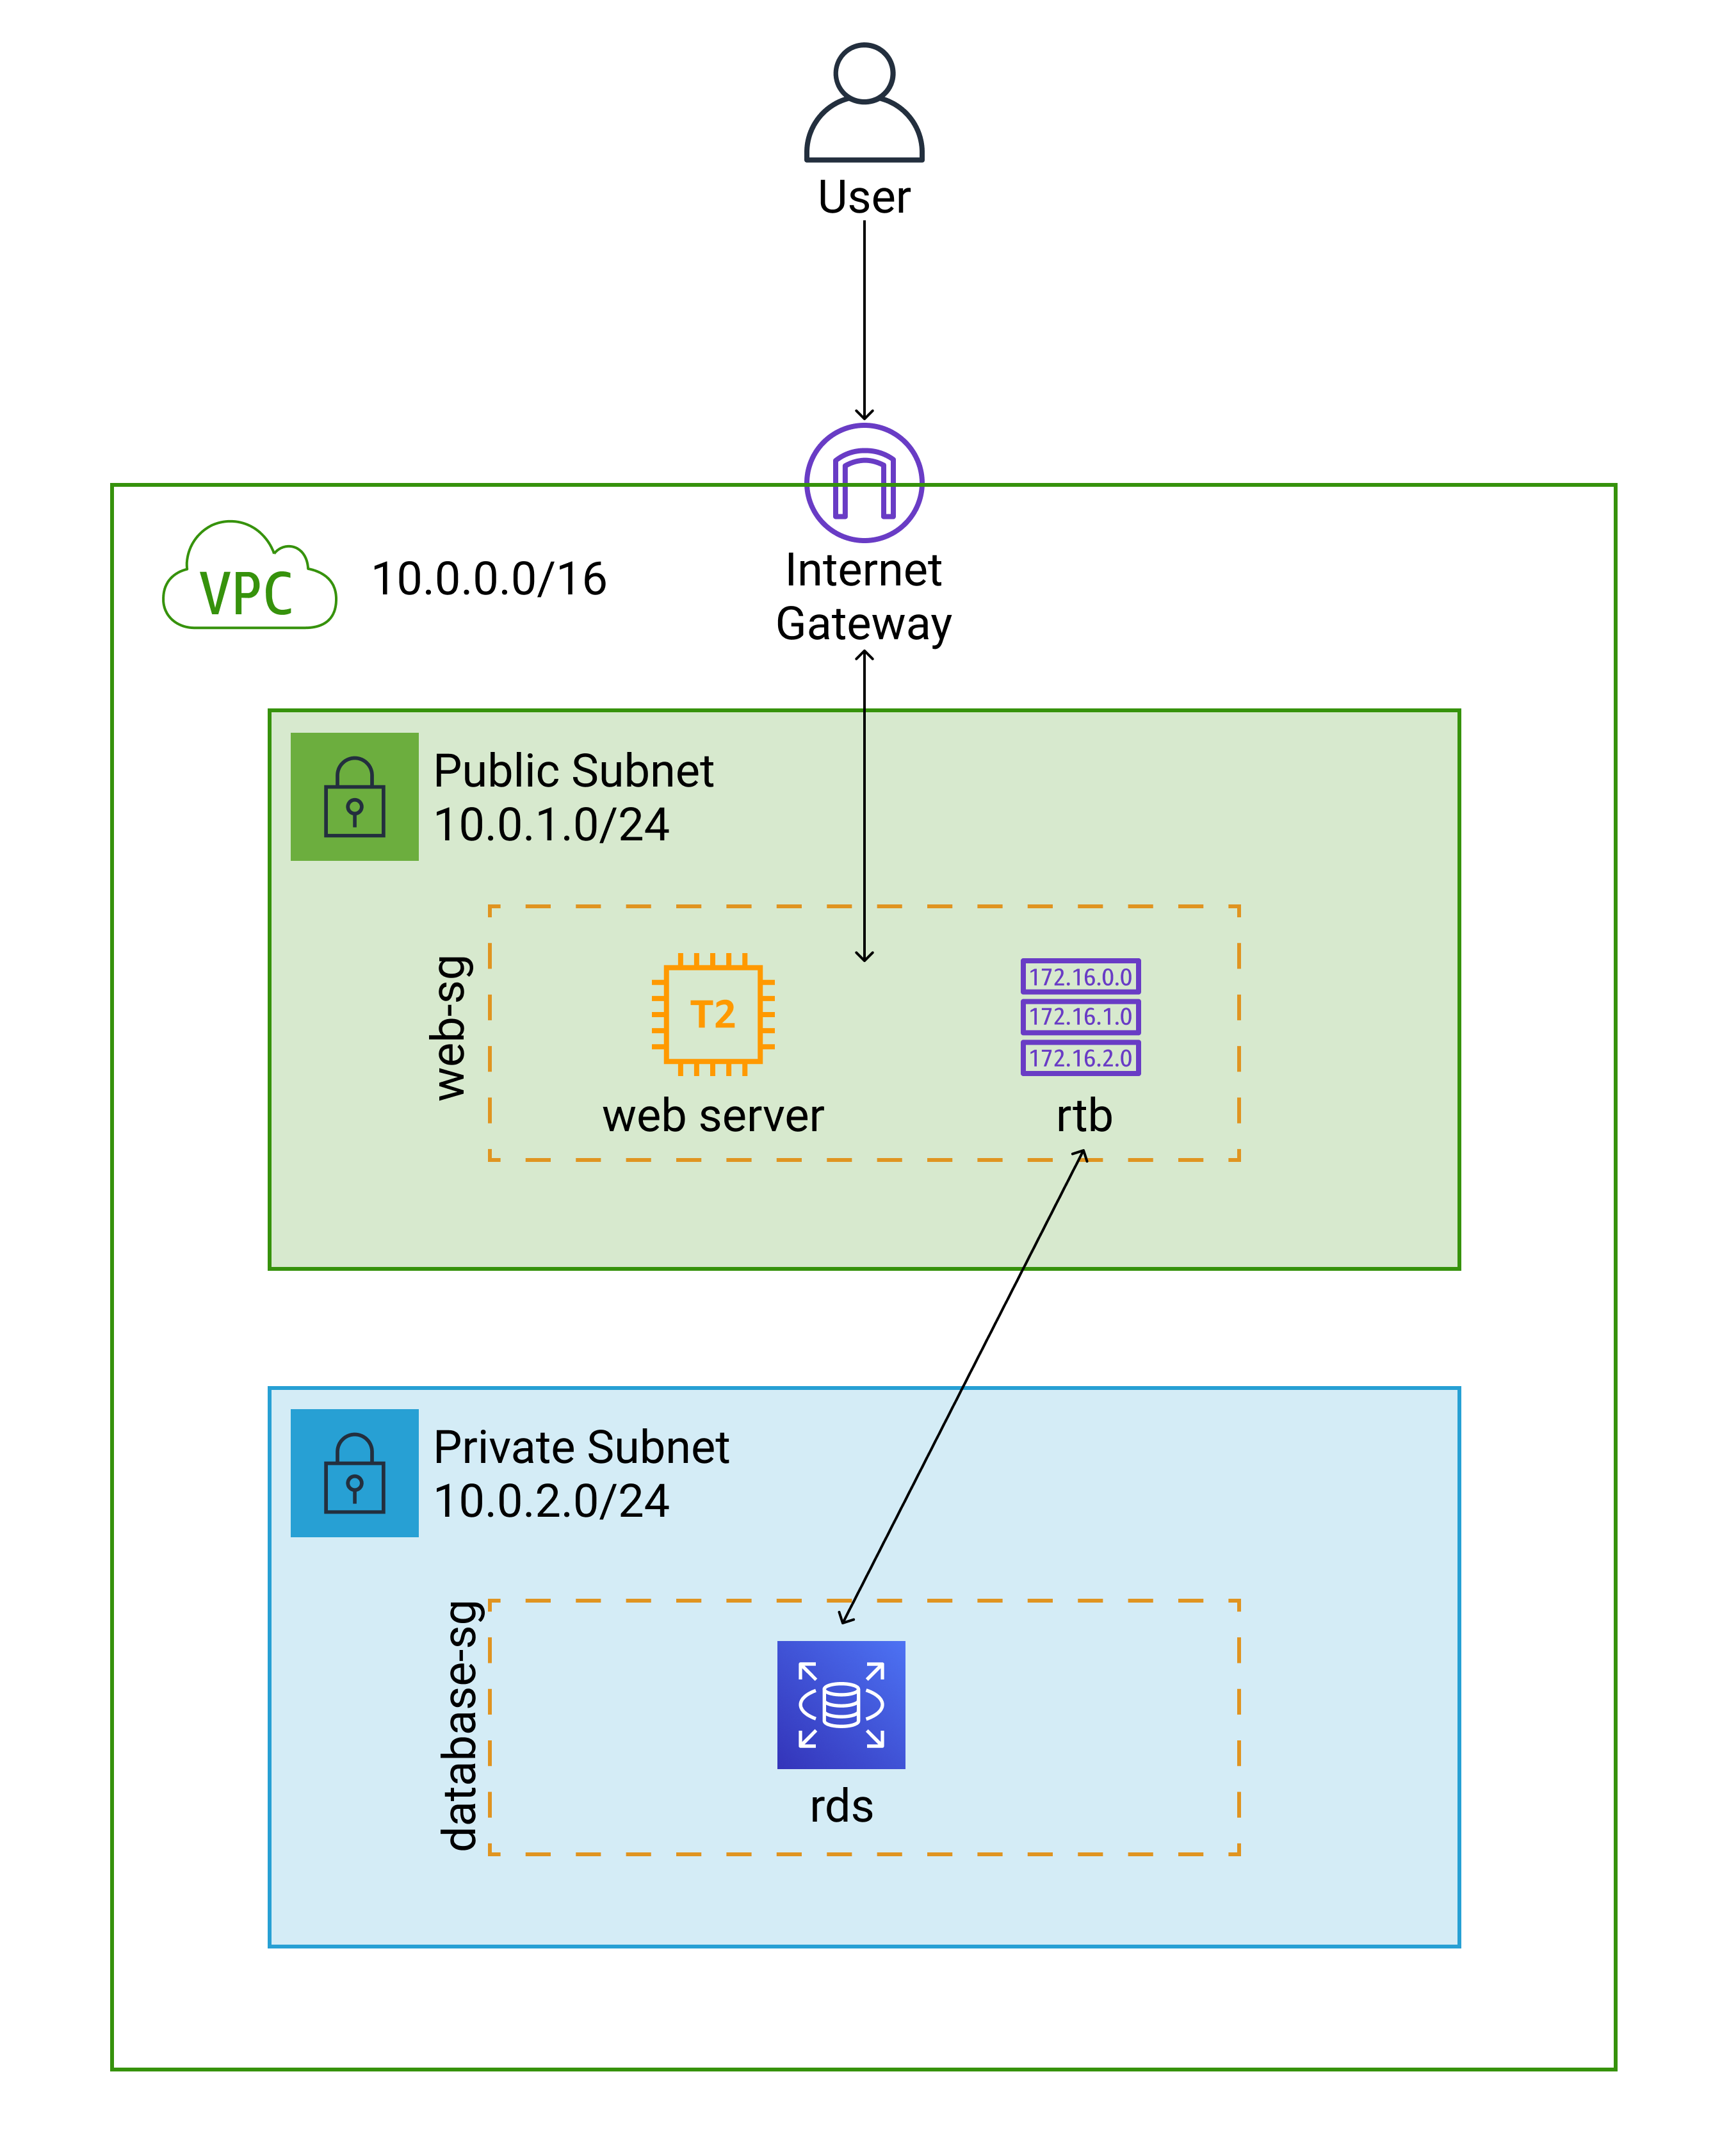 User
VPC
10.0.0.0/16
Internet
Gateway
Public Subnet
10.0.1.0/24
web-sg
T2
web server
172.16.0.0
172.16.1.0
172.16.2.0
rtb
Private Subnet
10.0.2.0/24
database-sg
rds